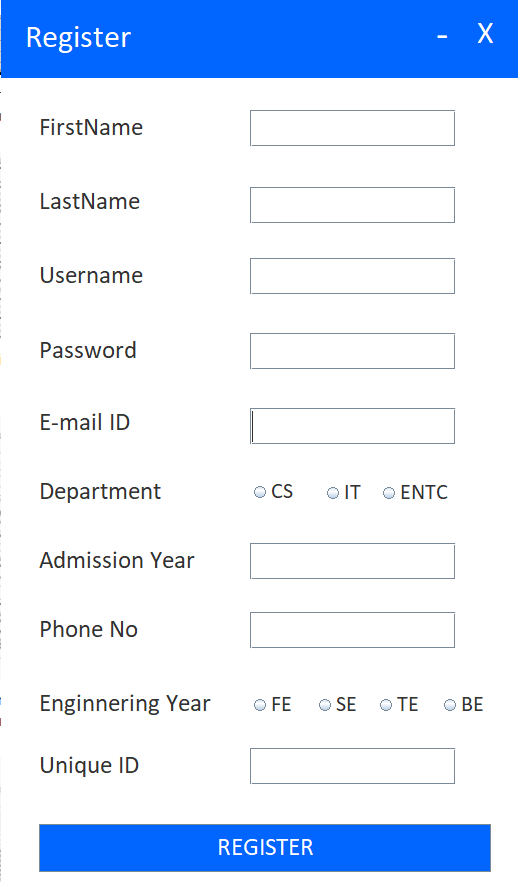 Register - X
FirstName
LastName
Username
Password
E-mail ID
Department CS IT ENTC
Admission Year
Phone No
Enginnering Year FE SE TE BE
Unique ID
REGISTER